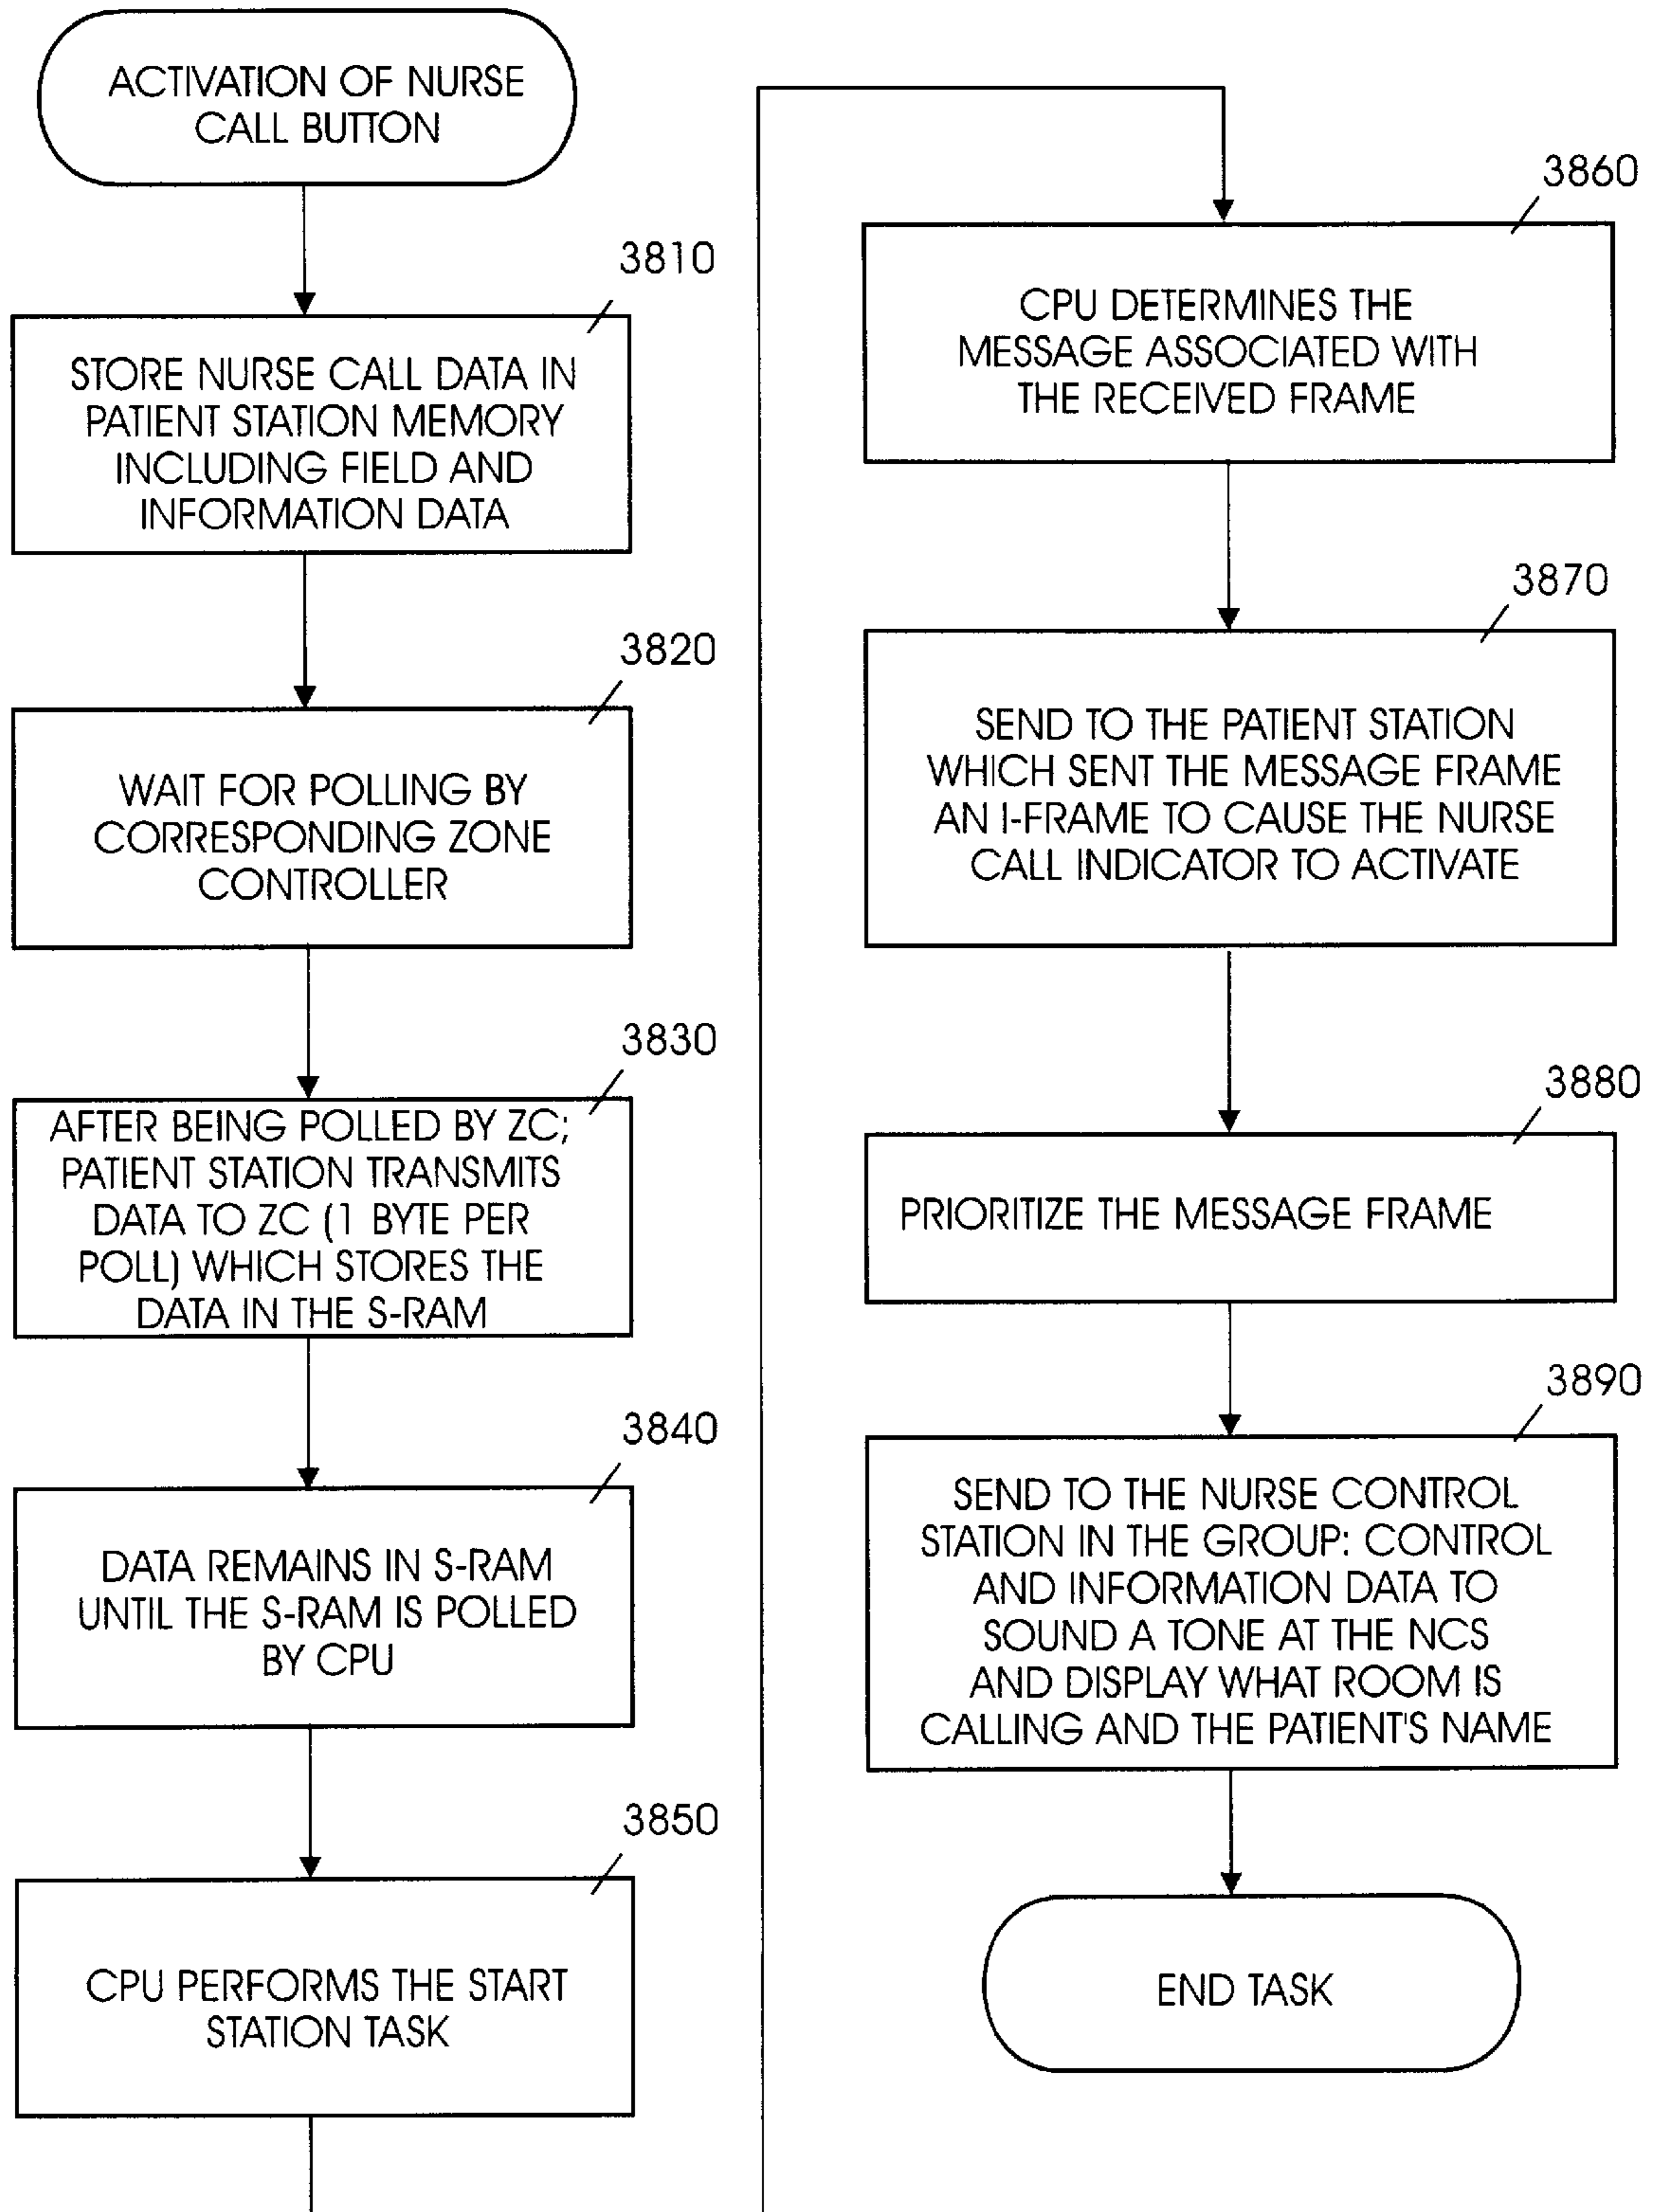 ACTIVATION OF NURSE
CALL BUTTON
3810
STORE NURSE CALL DATA IN
PATIENT STATION MEMORY
INCLUDING FIELD AND
INFORMATION DATA
3820
WAIT FOR POLLING BY
CORRESPONDING ZONE
CONTROLLER
3830
AFTER BEING POLLED BY ZC;
PATIENT STATION TRANSMITS
DATA TO ZC (1 BYTE PER
POLL) WHICH STORES THE
DATA IN THE S-RAM
3840
DATA REMAINS IN S-RAM
UNTIL THE S-RAM IS POLLED
BY CPU
3850
CPU PERFORMS THE START
STATION TASK
3860
CPU DETERMINES THE
MESSAGE ASSOCIATED WITH
THE RECEIVED FRAME
3870
SEND TO THE PATIENT STATION
WHICH SENT THE MESSAGE FRAME
AN I-FRAME TO CAUSE THE NURSE
CALL INDICATOR TO ACTIVATE
3880
PRIORITIZE THE MESSAGE FRAME
3890
SEND TO THE NURSE CONTROL
STATION IN THE GROUP: CONTROL
AND INFORMATION DATA TO
SOUND A TONE AT THE NCS
AND DISPLAY WHAT ROOM IS
CALLING AND THE PATIENT'S NAME
END TASK